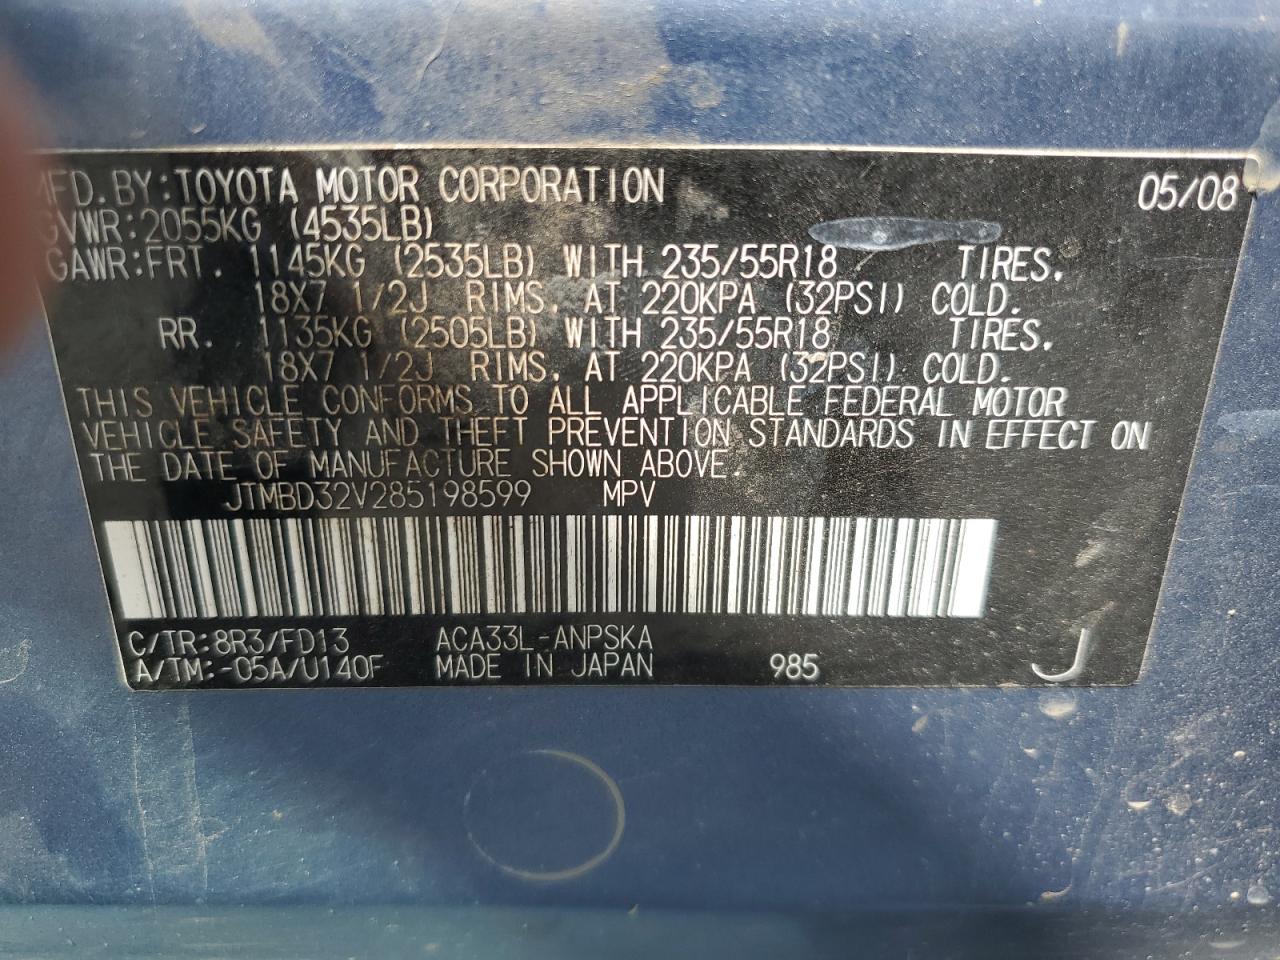 MFD. BY: TOYOTA MOTOR CORPORATION 05/08
GVWR: 2055KG (4535LB)
GAWR: FRT. 1145KG (2535LB) WITH 235/55R18 TIRES.
18X7 1/2J RIMS, AT 220KPA (32PSI) COLD.
RR. 1135KG (2505LB) WITH 235/55R18 TIRES.
18X7 1/2J RIMS, AT 220KPA (32PSI) COLD.
THIS VEHICLE CONFORMS TO ALL APPLICABLE FEDERAL MOTOR
VEHICLE SAFETY AND THEFT PREVENTION STANDARDS IN EFFECT ON
THE DATE OF MANUFACTURE SHOWN ABOVE.
JTMBD32V285198599 MPV
C/TR: 8R3/FD13 ACA33L-ANPSKA
A/TM: -05A/U140F MADE IN JAPAN 985 J